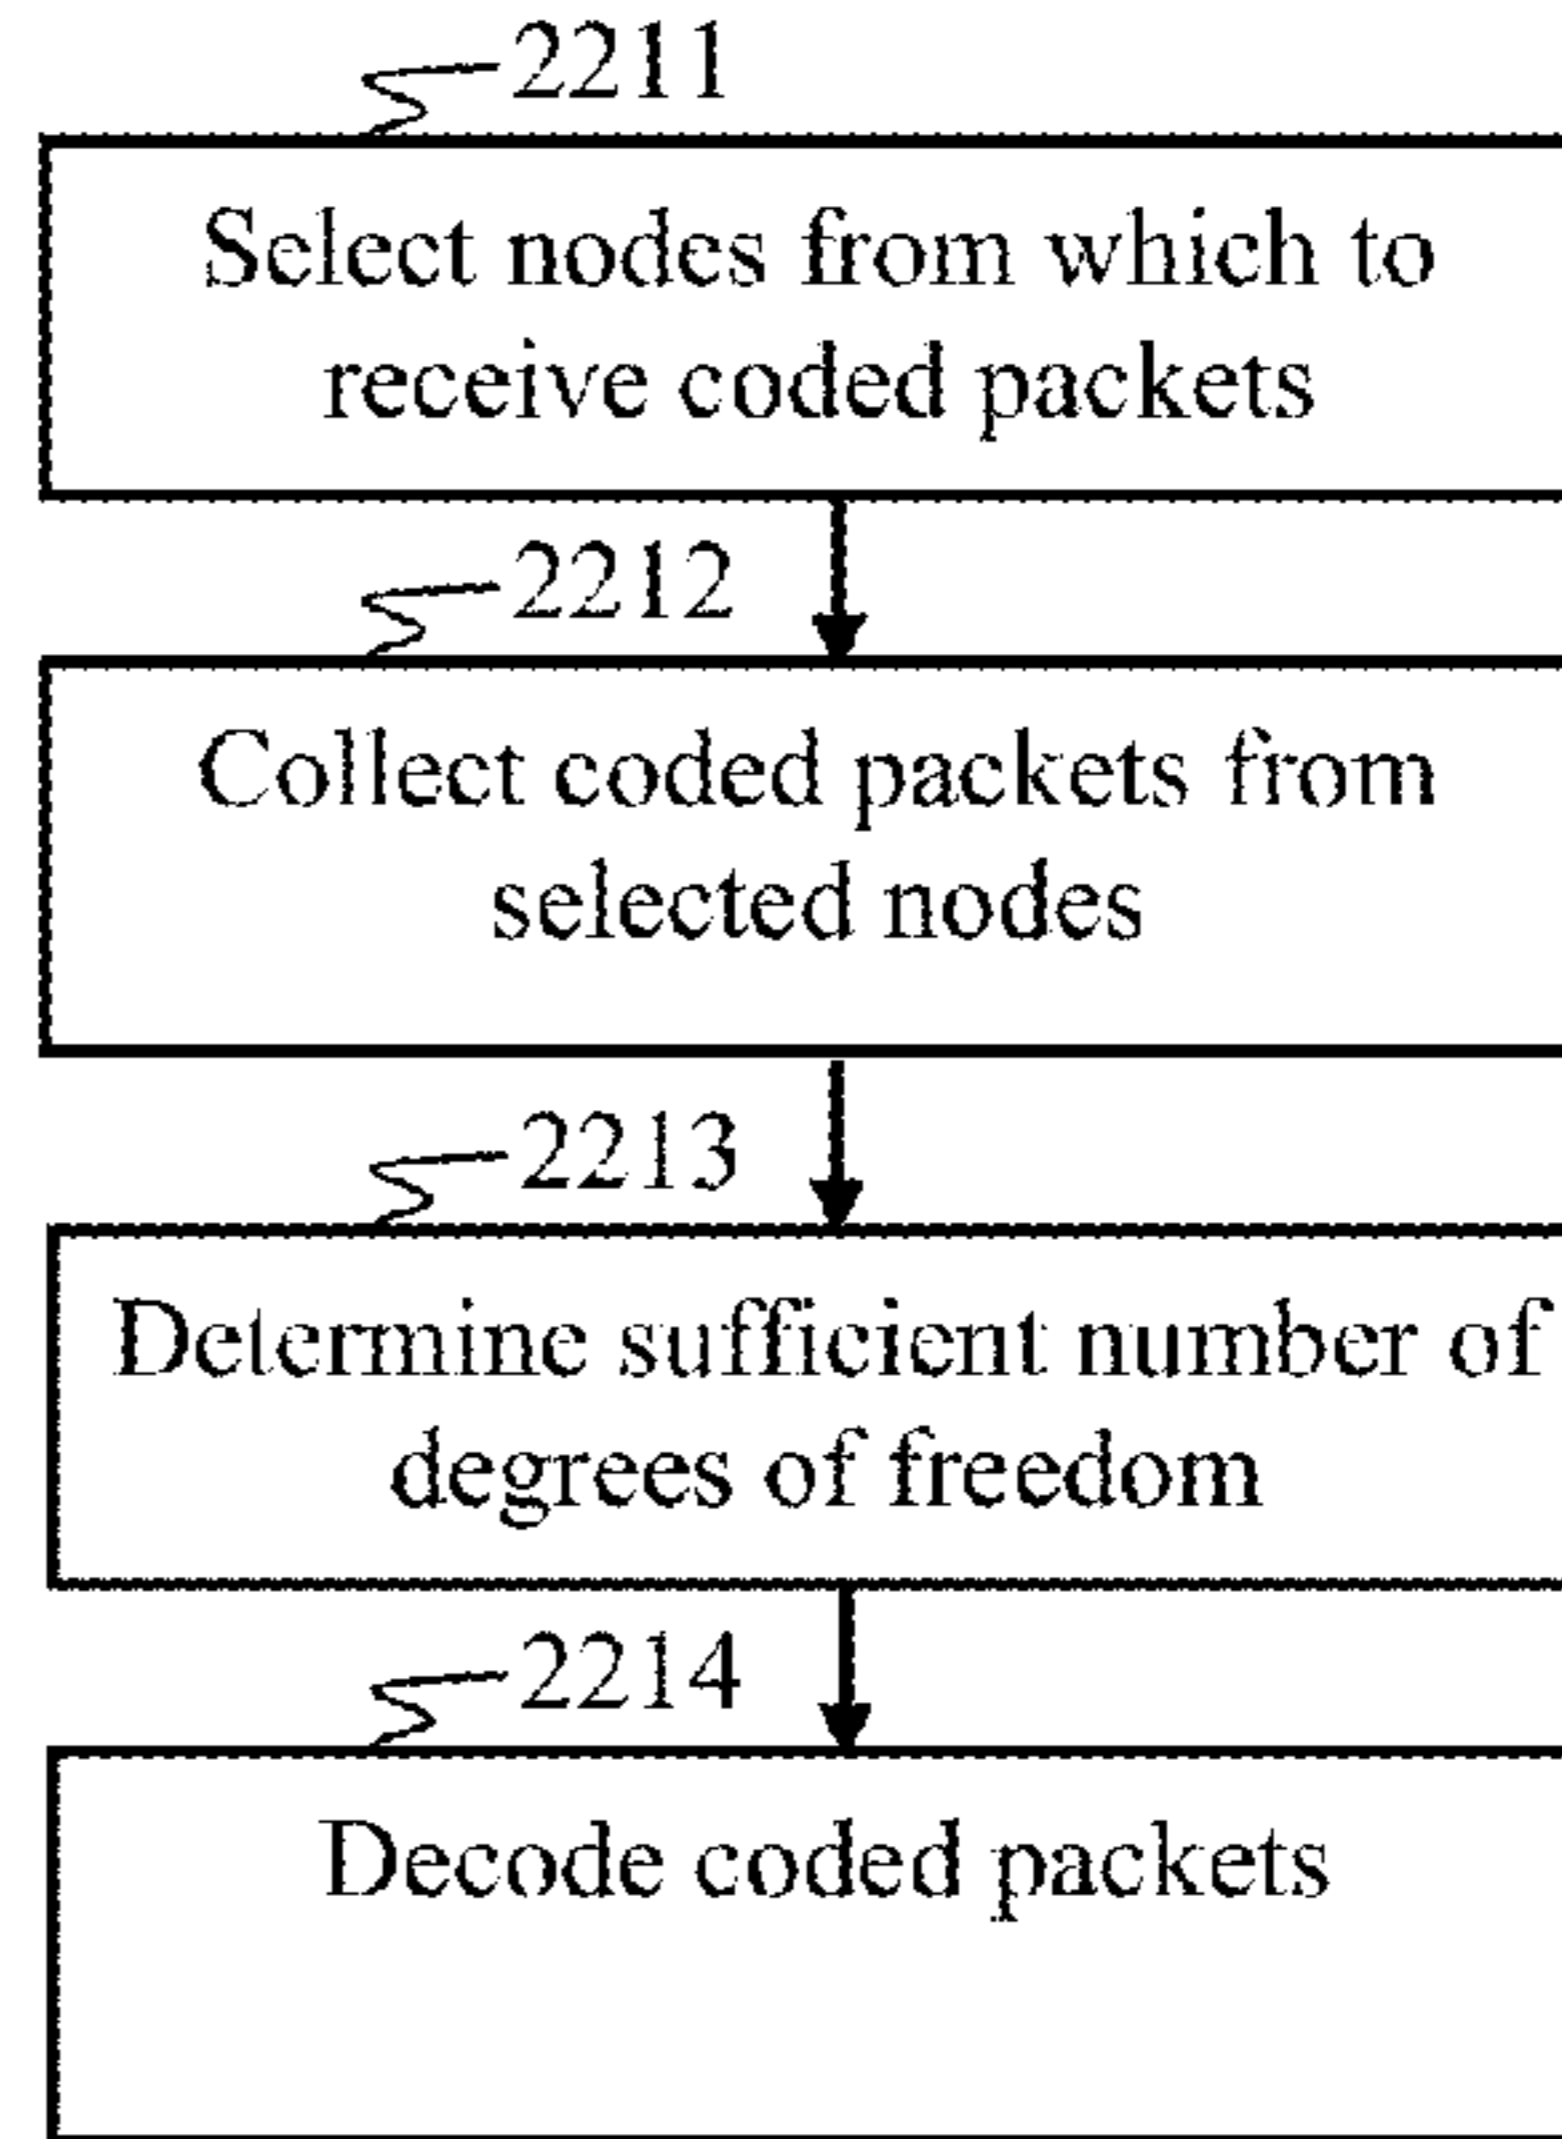 2211
Select nodes from which to
receive coded packets
2212
Collect coded packets from
selected nodes
2213
Determine sufficient number of
degrees of freedom
2214
Decode coded packets